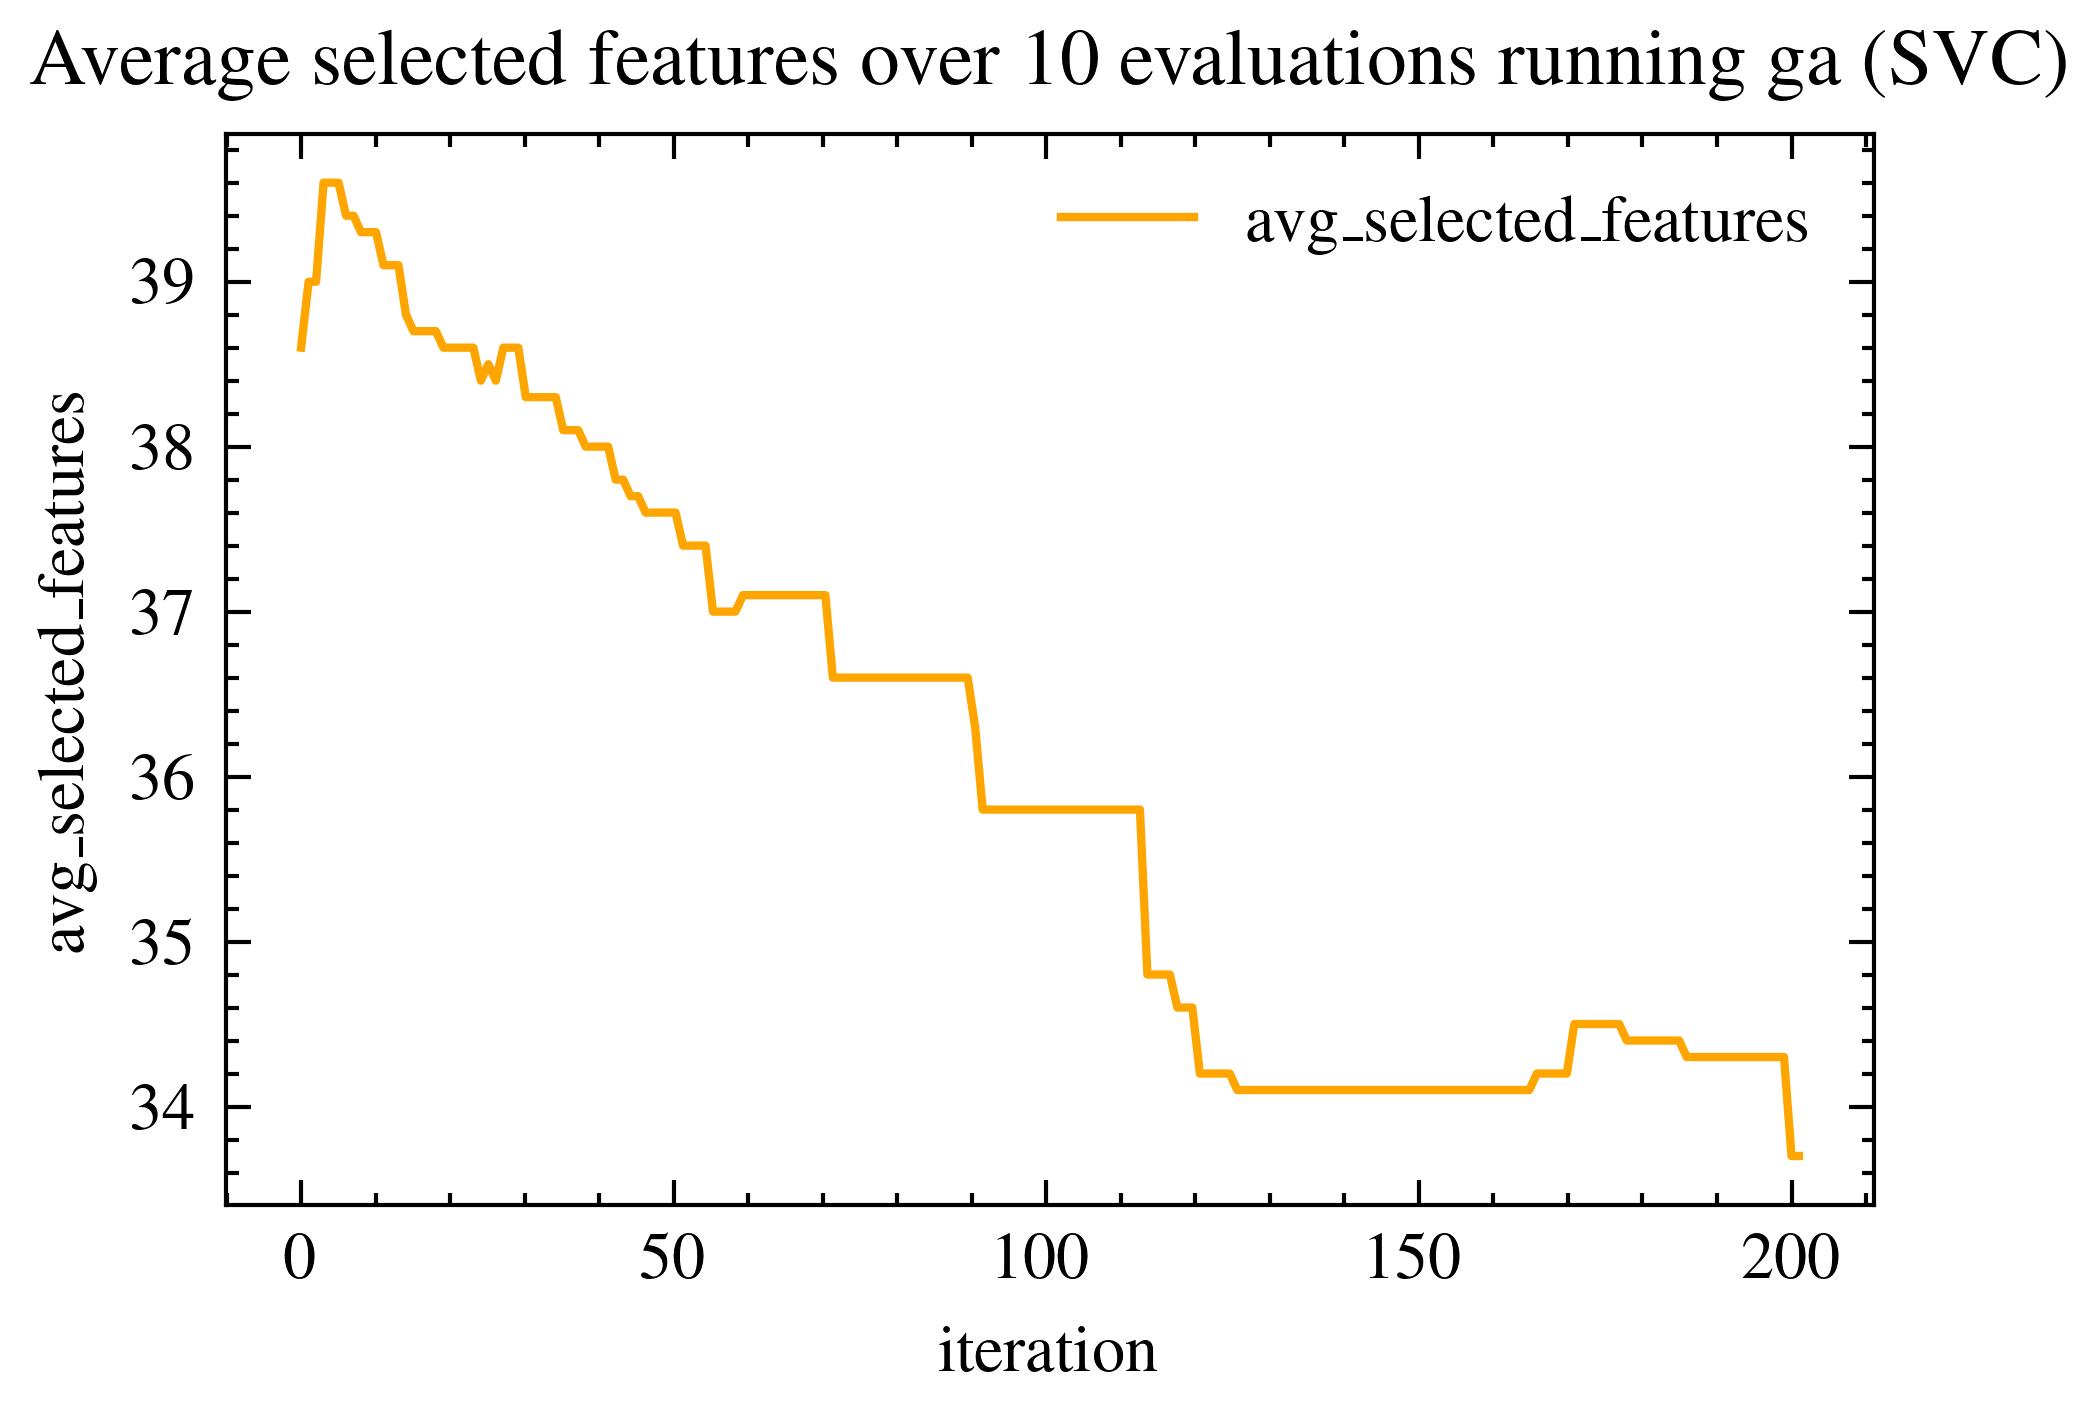 Average selected features over 10 evaluations running ga (SVC)
avg_selected_features
avg_selected_features
39
38
37
36
35
34
0 50 100 150 200
iteration